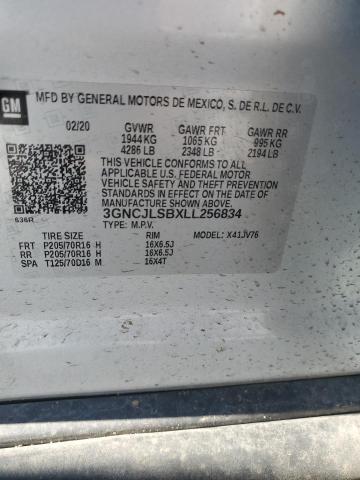 GM
MFD BY GENERAL MOTORS DE MEXICO, S. DE R.L. DE C.V.
02/20 GVWR GAWR FRT GAWR RR
1944 KG 1065 KG 995 KG
4286 LB 2348 LB 2194 LB
THIS VEHICLE CONFORMS TO ALL
APPLICABLE U.S. FEDERAL MOTOR
VEHICLE SAFETY, BUMPER, AND
THEFT PREVENTION STANDARDS IN
EFFECT ON THE DATE OF
MANUFACTURE SHOWN ABOVE.
3GNCJLSBXLL256834
636R TYPE: M.P.V. MODEL: X41JV76
TIRE SIZE RIM
FRT P205/70R16 H 16X6.5J
RR P205/70R16 H 16X6.5J
SPA T125/70D16 M 16X4T